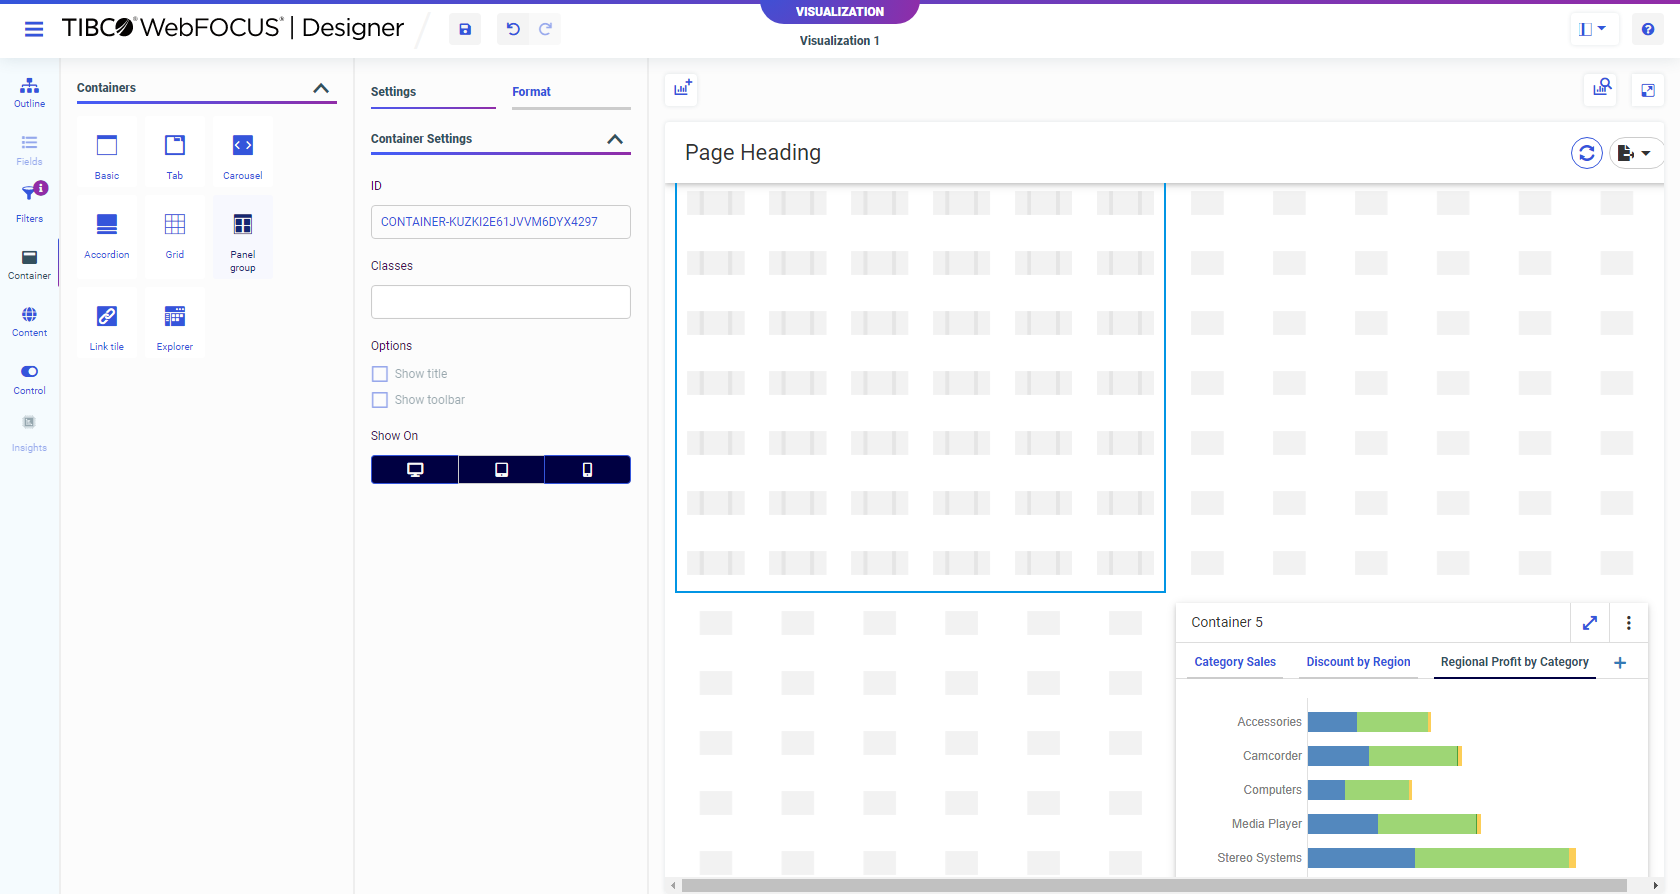 VISUALIZATION
TIBCO® WebFOCUS® | Designer
Visualization 1
Outline
Fields
Filters
Container
Content
Control
Insights
Containers
Basic
Tab
Carousel
Accordion
Grid
Panel
group
Link tile
Explorer
Settings
Format
Container Settings
ID
CONTAINER-KUZKI2E61JVVM6DYX4297
Classes
Options
Show title
Show toolbar
Show On
Page Heading
Container 5
Category Sales
Discount by Region
Regional Profit by Category
Accessories
Camcorder
Computers
Media Player
Stereo Systems